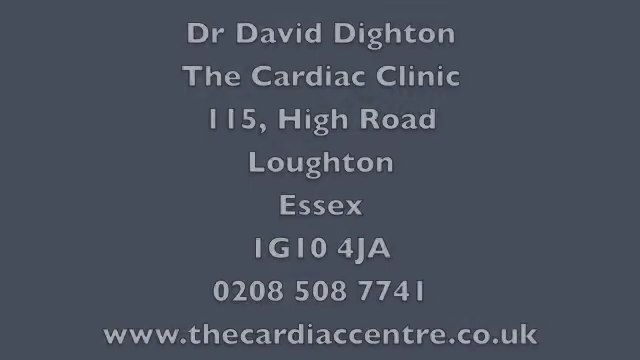 Dr David Dighton
The Cardiac Clinic
115, High Road
Loughton
Essex
1G10 4JA
0208 508 7741
www.thecardiaccentre.co.uk